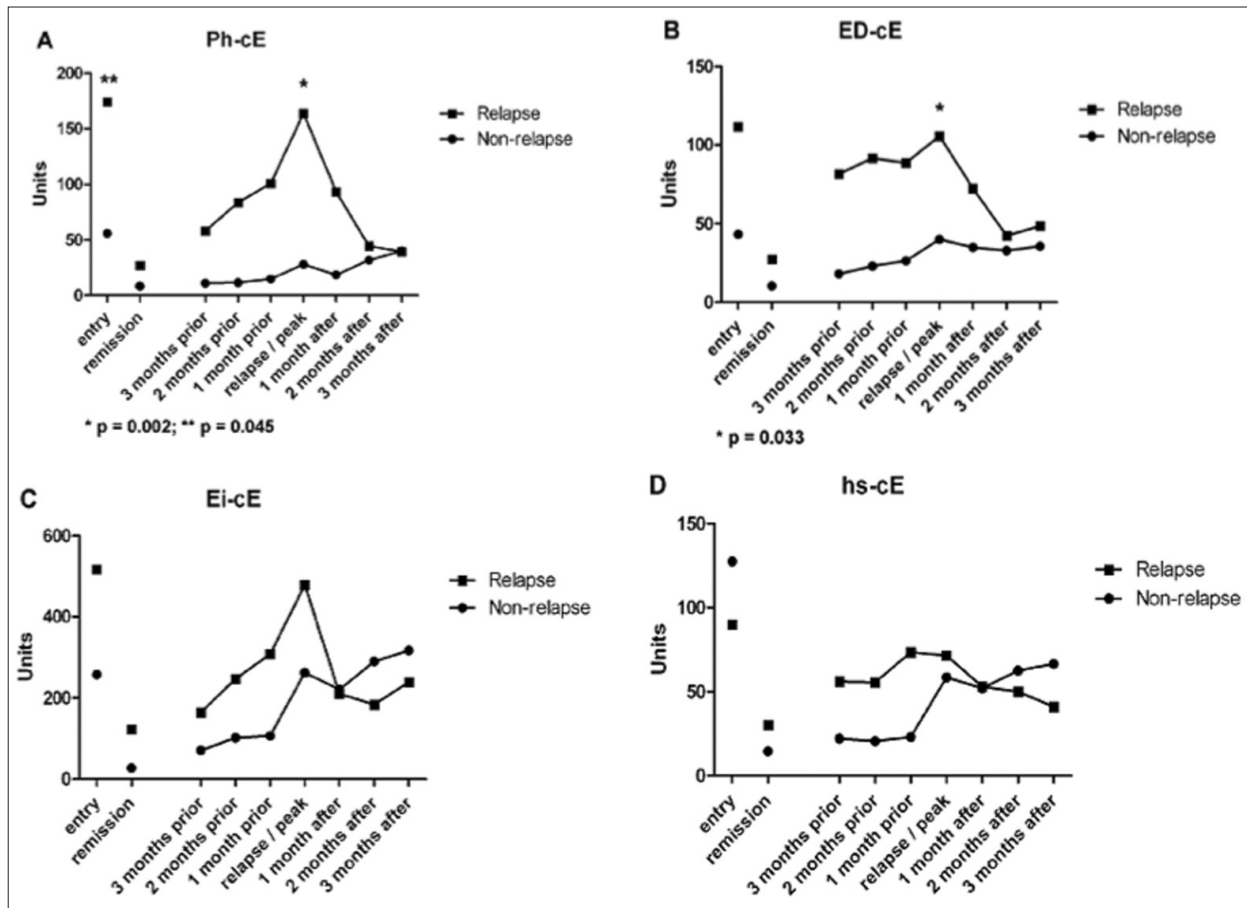 A
Ph-cE
200
150
100
50
0
Units
**
*
Relapse
Non-relapse
entry
remission
3 months prior
2 months prior
1 month prior
relapse / peak
1 month after
2 months after
3 months after
* p = 0.002; ** p = 0.045
B
ED-cE
150
100
50
0
Units
*
Relapse
Non-relapse
entry
remission
3 months prior
2 months prior
1 month prior
relapse / peak
1 month after
2 months after
3 months after
* p = 0.033
C
Ei-cE
600
400
200
0
Units
Relapse
Non-relapse
entry
remission
3 months prior
2 months prior
1 month prior
relapse / peak
1 month after
2 months after
3 months after
D
hs-cE
150
100
50
0
Units
Relapse
Non-relapse
entry
remission
3 months prior
2 months prior
1 month prior
relapse / peak
1 month after
2 months after
3 months after